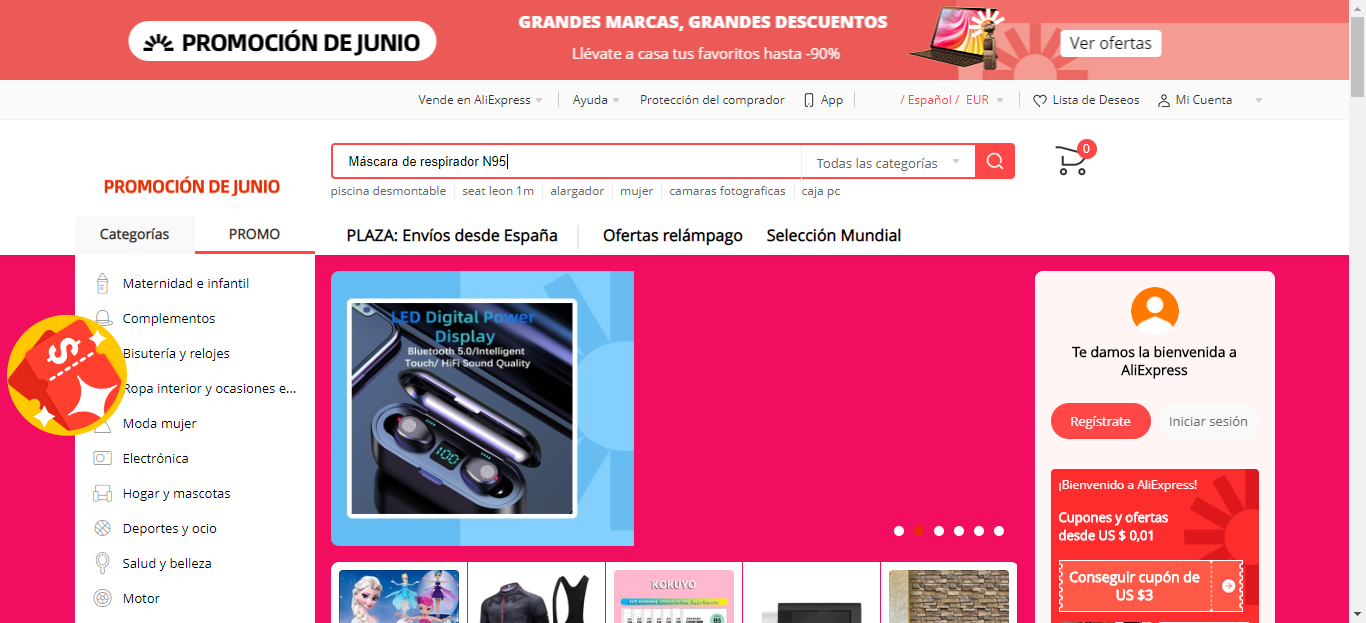 PROMOCIÓN DE JUNIO
GRANDES MARCAS, GRANDES DESCUENTOS
Llévate a casa tus favoritos hasta -90%
Ver ofertas
Vende en AliExpress
Ayuda
Protección del comprador
App
/ Español / EUR
Lista de Deseos
Mi Cuenta
PROMOCIÓN DE JUNIO
Máscara de respirador N95
Todas las categorías
0
piscina desmontable
seat leon 1m
alargador
mujer
camaras fotograficas
caja pc
Categorías
PROMO
PLAZA: Envíos desde España
Ofertas relámpago
Selección Mundial
Maternidad e infantil
Complementos
Bisutería y relojes
Ropa interior y ocasiones e...
Moda mujer
Electrónica
Hogar y mascotas
Deportes y ocio
Salud y belleza
Motor
$
LED Digital Power
Display
Bluetooth 5.0/Intelligent
Touch/ HiFi Sound Quality
100
Te damos la bienvenida a
AliExpress
Regístrate
Iniciar sesión
¡Bienvenido a AliExpress!
Cupones y ofertas
desde US $ 0,01
Conseguir cupón de
US $3
KOKUYO
B5